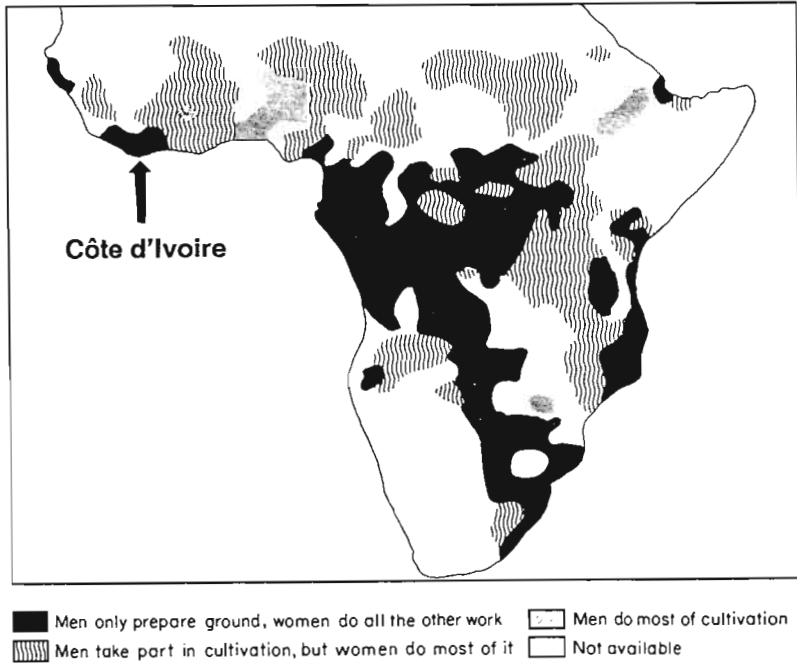 Côte d'Ivoire
Men only prepare ground, women do all the other work
Men do most of cultivation
Men take part in cultivation, but women do most of it
Not available